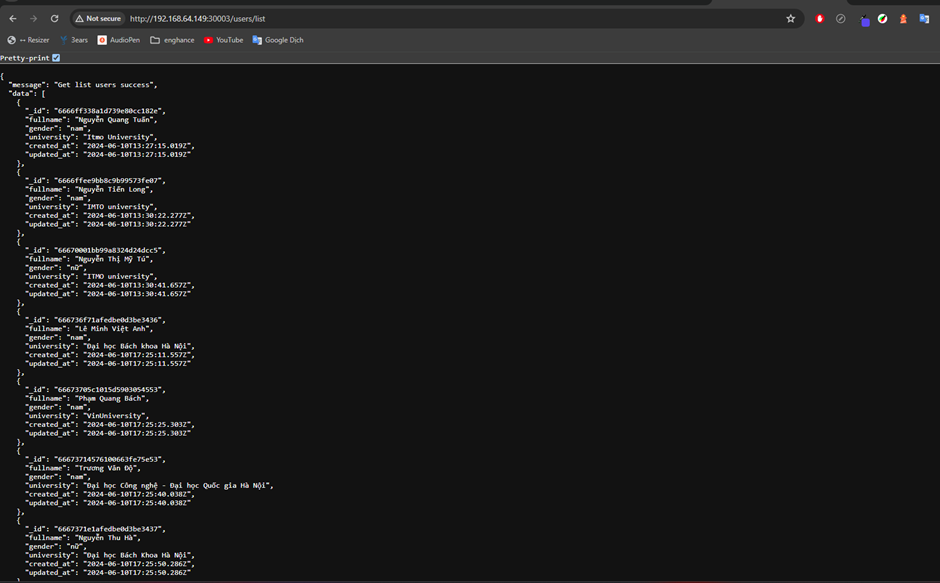 Not secure http://192.168.64.149:30003/users/list
Resizer 3ears AudioPen enghance YouTube Google Dịch
Pretty-print
{
"message": "Get list users success",
"data": [
{
"_id": "6666ff338a1d739e80cc182e",
"fullname": "Nguyễn Quang Tuấn",
"gender": "nam",
"university": "Itmo University",
"created_at": "2024-06-10T13:27:15.019Z",
"updated_at": "2024-06-10T13:27:15.019Z"
},
{
"_id": "6666ffee9bb8c9b99573fe07",
"fullname": "Nguyễn Tiến Long",
"gender": "nam",
"university": "IMTO university",
"created_at": "2024-06-10T13:30:22.277Z",
"updated_at": "2024-06-10T13:30:22.277Z"
},
{
"_id": "66670001bb99a8324d24dcc5",
"fullname": "Nguyễn Thị Mỹ Tú",
"gender": "nữ",
"university": "ITMO university",
"created_at": "2024-06-10T13:30:41.657Z",
"updated_at": "2024-06-10T13:30:41.657Z"
},
{
"_id": "666736f71afedbe0d3be3436",
"fullname": "Lê Minh Việt Anh",
"gender": "nam",
"university": "Đại học Bách khoa Hà Nội",
"created_at": "2024-06-10T17:25:11.557Z",
"updated_at": "2024-06-10T17:25:11.557Z"
},
{
"_id": "66673705c1015d5903054553",
"fullname": "Phạm Quang Bách",
"gender": "nam",
"university": "VinUniversity",
"created_at": "2024-06-10T17:25:25.303Z",
"updated_at": "2024-06-10T17:25:25.303Z"
},
{
"_id": "66673714576100663fe75e53",
"fullname": "Trương Văn Độ",
"gender": "nam",
"university": "Đại học Công nghệ - Đại học Quốc gia Hà Nội",
"created_at": "2024-06-10T17:25:40.038Z",
"updated_at": "2024-06-10T17:25:40.038Z"
},
{
"_id": "6667371e1afedbe0d3be3437",
"fullname": "Nguyễn Thu Hà",
"gender": "nữ",
"university": "Đại học Bách Khoa Hà Nội",
"created_at": "2024-06-10T17:25:50.286Z",
"updated_at": "2024-06-10T17:25:50.286Z"